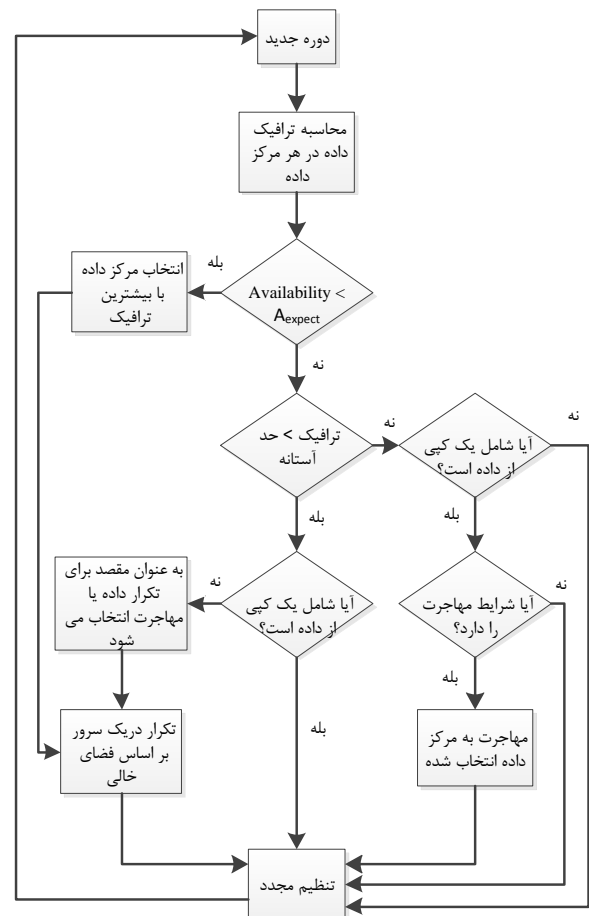 دوره جدید
محاسبه ترافیک
داده در هر مرکز
داده
بله
انتخاب مرکز داده
با بیشترین
ترافیک
Availability <
Aexpect
نه
ترافیک > حد
آستانه
نه
آیا شامل یک کپی
از داده است؟
نه
بله
بله
به عنوان مقصد برای
تکرار داده یا
مهاجرت انتخاب می
شود
نه
آیا شامل یک کپی
از داده است؟
آیا شرایط مهاجرت
را دارد؟
نه
بله
بله
تکرار دریک سرور
بر اساس فضای
خالی
مهاجرت به مرکز
داده انتخاب شده
تنظیم مجدد